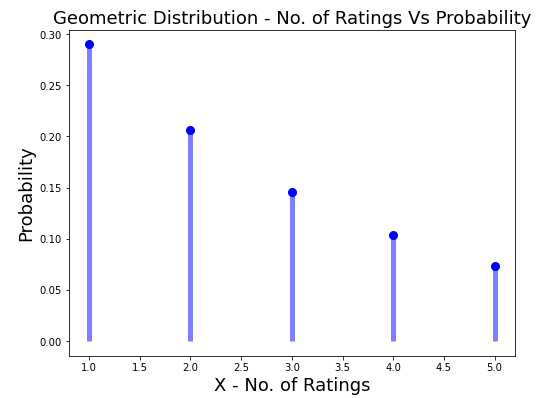 Geometric Distribution - No. of Ratings Vs Probability
0.30
0.25
0.20
0.15
0.10
0.05
0.00
Probability
1.0 1.5 2.0 2.5 3.0 3.5 4.0 4.5 5.0
X - No. of Ratings